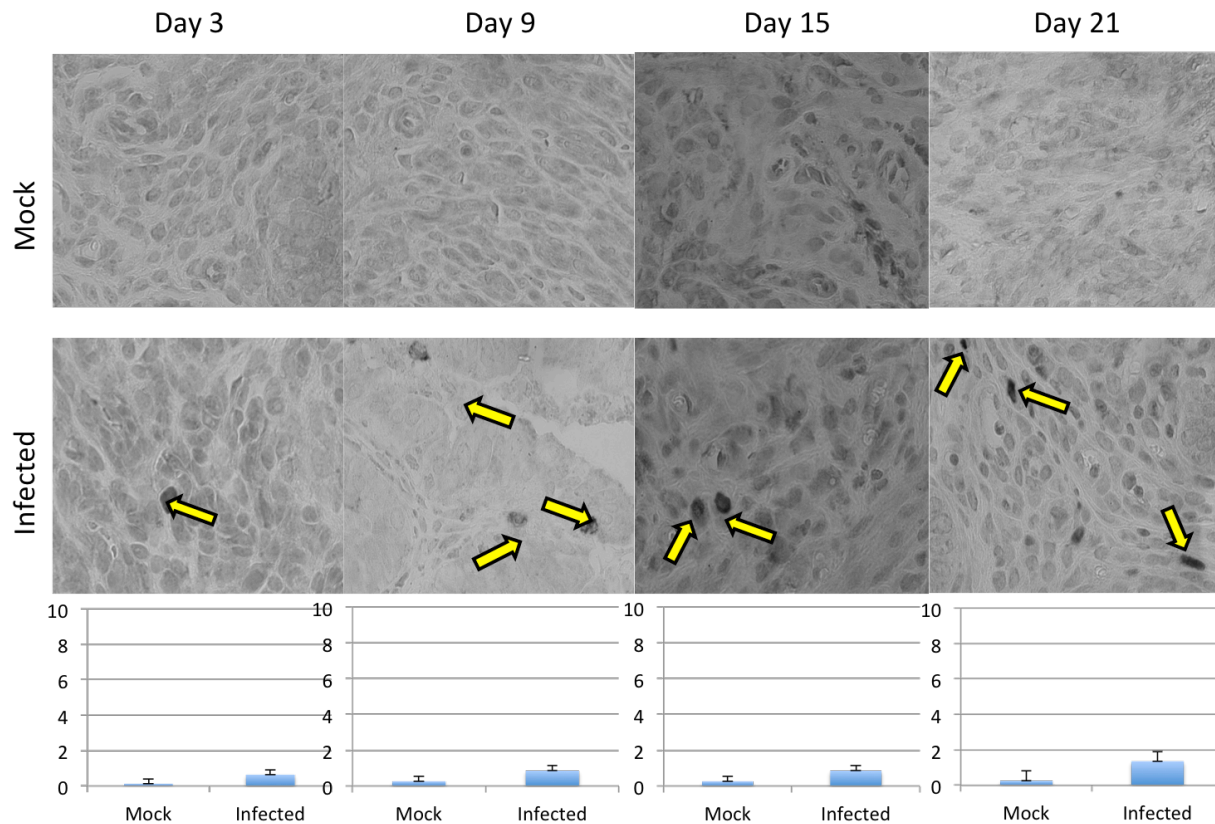 Day 3 Day 9 Day 15 Day 21
Mock
Infected
10 10 10 10
8 8 8 8
6 6 6 6
4 4 4 4
2 2 2 2
0 0 0 0
Mock Infected Mock Infected Mock Infected Mock Infected